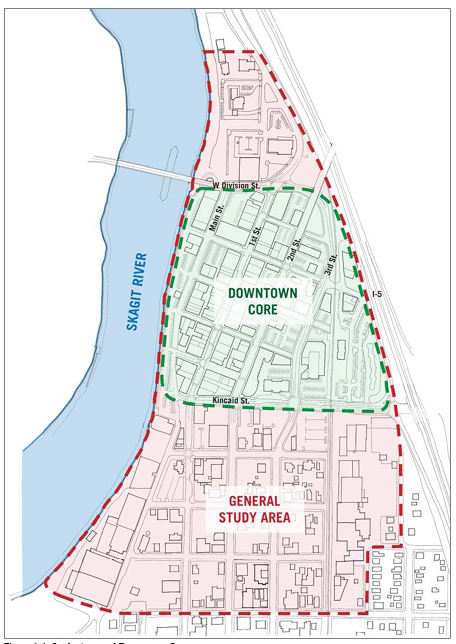 W Division St.
Main St.
1st St.
2nd St.
3rd St.
I-5
SKAGIT RIVER
DOWNTOWN
CORE
Kincaid St.
GENERAL
STUDY AREA